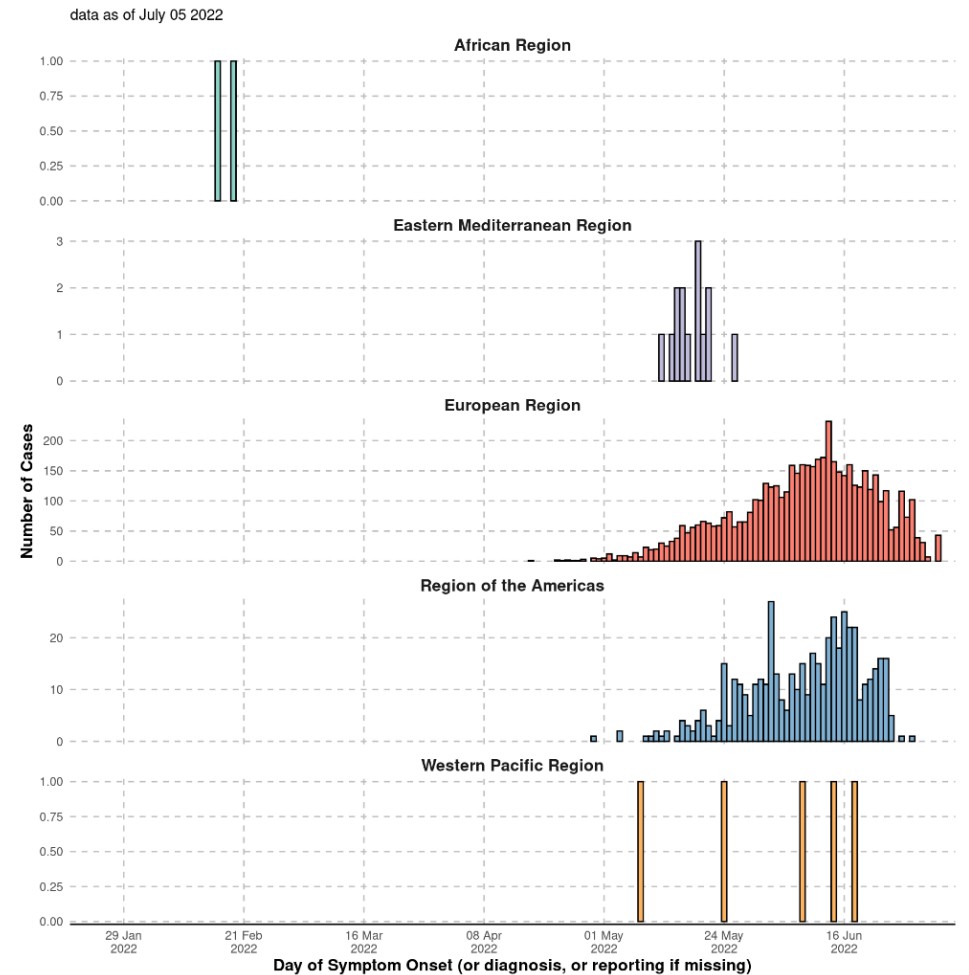 data as of July 05 2022
African Region
1.00
0.75
0.50
0.25
0.00
Eastern Mediterranean Region
3
2
1
0
European Region
200
150
100
50
0
Number of Cases
Region of the Americas
20
10
0
Western Pacific Region
1.00
0.75
0.50
0.25
0.00
29 Jan 21 Feb 16 Mar 08 Apr 01 May 24 May 16 Jun
2022 2022 2022 2022 2022 2022 2022
Day of Symptom Onset (or diagnosis, or reporting if missing)